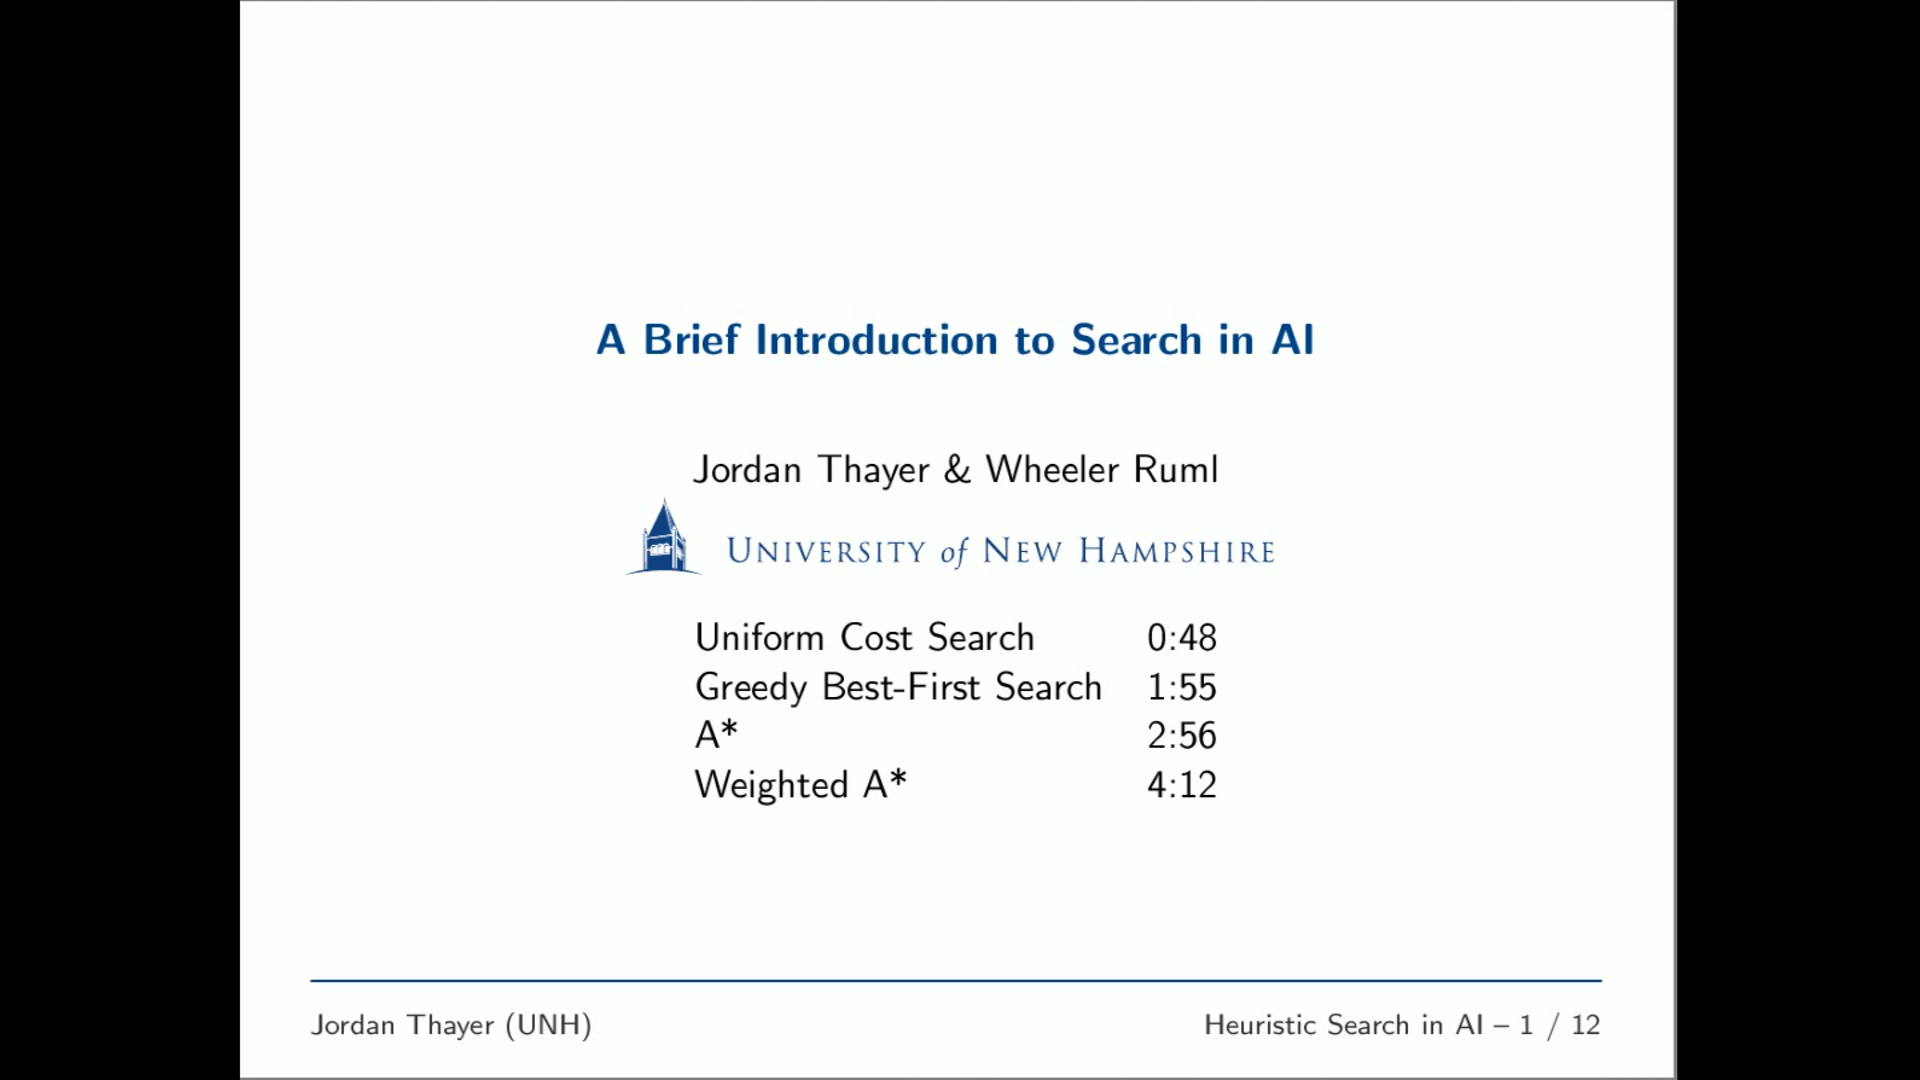 A Brief Introduction to Search in AI
Jordan Thayer & Wheeler Ruml
University of New Hampshire
Uniform Cost Search 0:48
Greedy Best-First Search 1:55
A* 2:56
Weighted A* 4:12
Jordan Thayer (UNH)
Heuristic Search in AI – 1 / 12